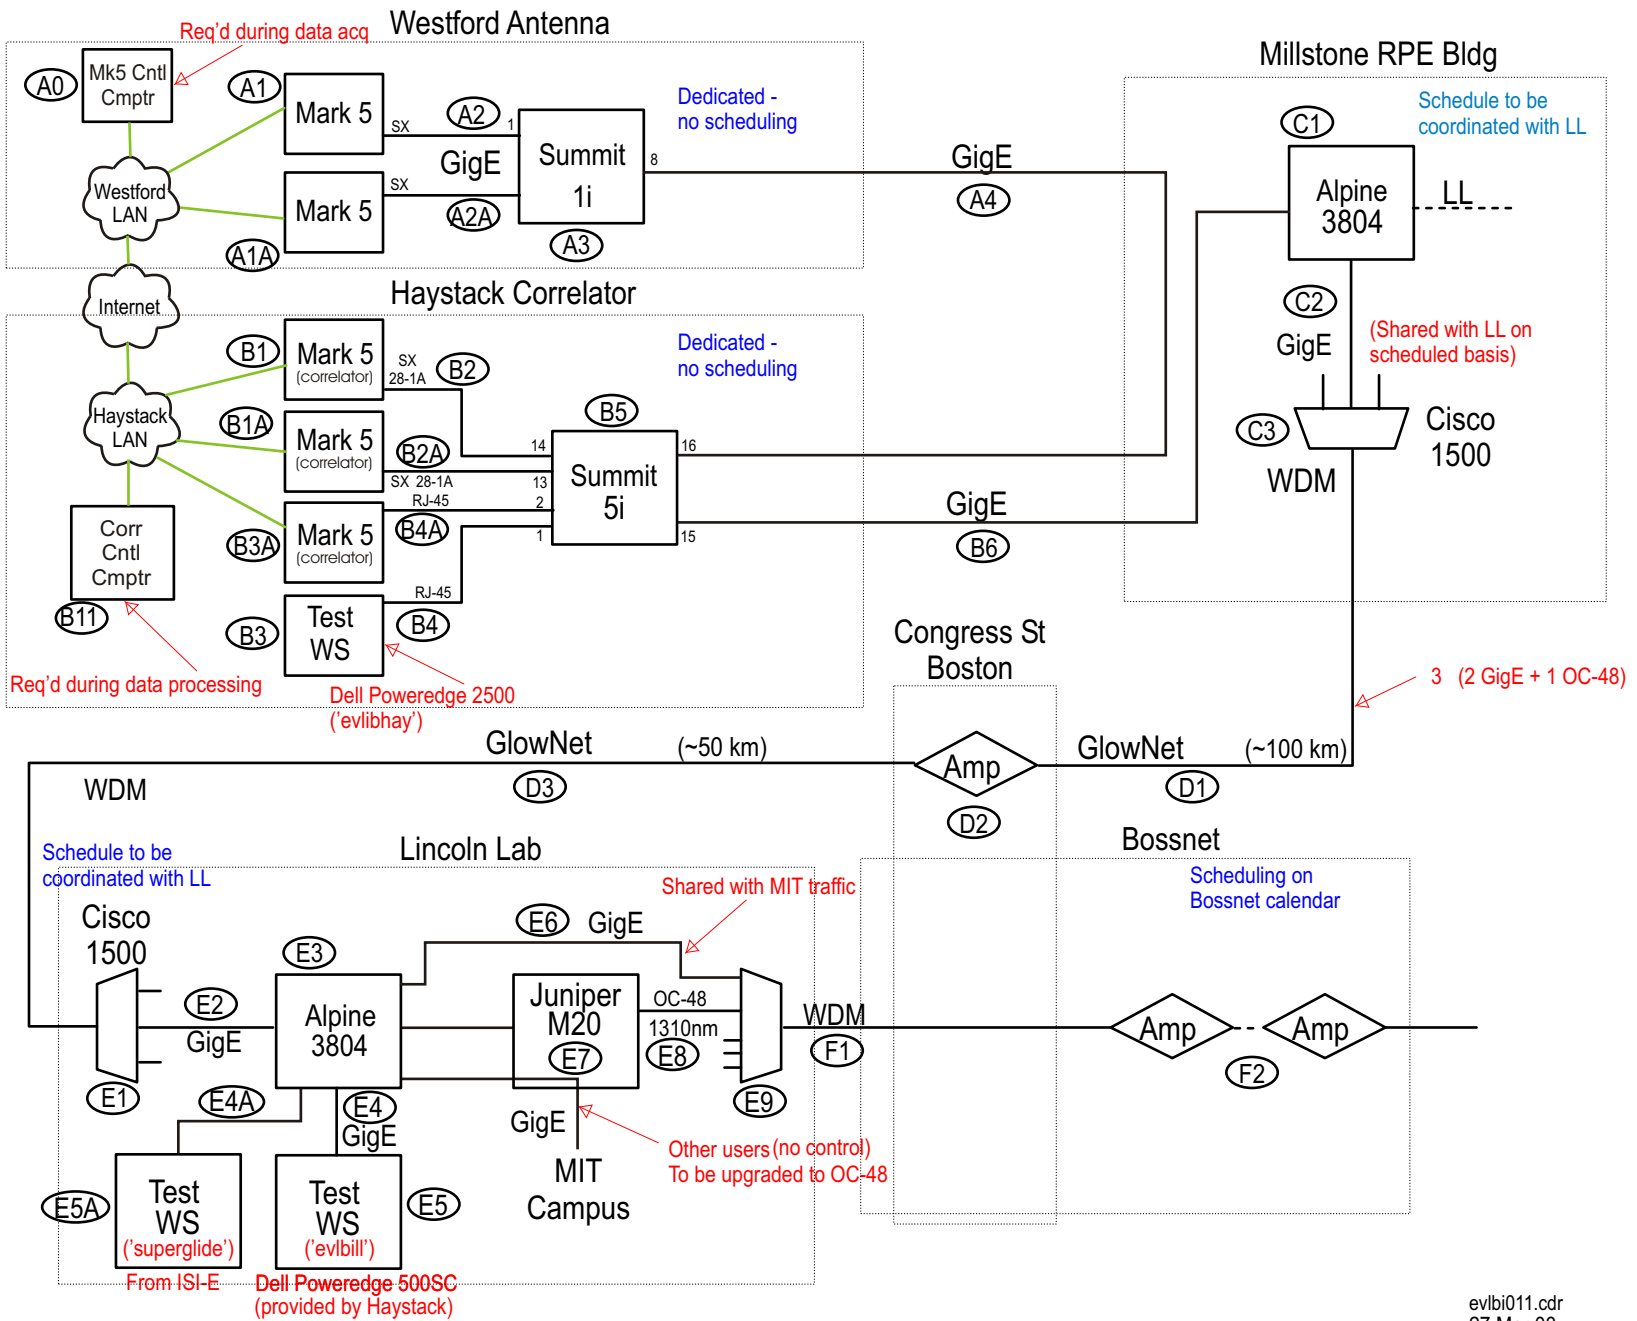 Westford Antenna
Req'd during data acq
A0
Mk5 Cntl
Cmptr
A1
Mark 5
SX
A2
1
GigE
Summit
1i
8
Dedicated -
no scheduling
Westford
LAN
Mark 5
SX
A2A
A1A
A3
GigE
A4
Millstone RPE Bldg
Schedule to be
coordinated with LL
C1
Alpine
3804
LL
C2
GigE
(Shared with LL on
scheduled basis)
C3
Cisco
1500
WDM
Internet
Haystack Correlator
B1
Mark 5
(correlator)
SX
28-1A
B2
Dedicated -
no scheduling
Haystack
LAN
B1A
Mark 5
(correlator)
B2A
SX 28-1A
B5
14
13
2
1
Summit
5i
16
15
RJ-45
B4A
B3A
Mark 5
(correlator)
GigE
B6
Corr
Cntl
Cmptr
B11
RJ-45
B3
Test
WS
B4
Req'd during data processing
Dell Poweredge 2500
('evlibhay')
Congress St
Boston
3 (2 GigE + 1 OC-48)
GlowNet
(~50 km)
D3
Amp
D2
GlowNet
(~100 km)
D1
WDM
Schedule to be
coordinated with LL
Lincoln Lab
Bossnet
Scheduling on
Bossnet calendar
Shared with MIT traffic
Cisco
1500
E6
GigE
E3
E2
GigE
Alpine
3804
Juniper
M20
E7
OC-48
1310nm
E8
WDM
F1
Amp
Amp
F2
E1
E4A
E4
GigE
E9
GigE
Other users (no control)
To be upgraded to OC-48
MIT
Campus
E5A
Test
WS
('superglide')
From ISI-E
Test
WS
('evlbill')
E5
Dell Poweredge 500SC
(provided by Haystack)
evlbi011.cdr